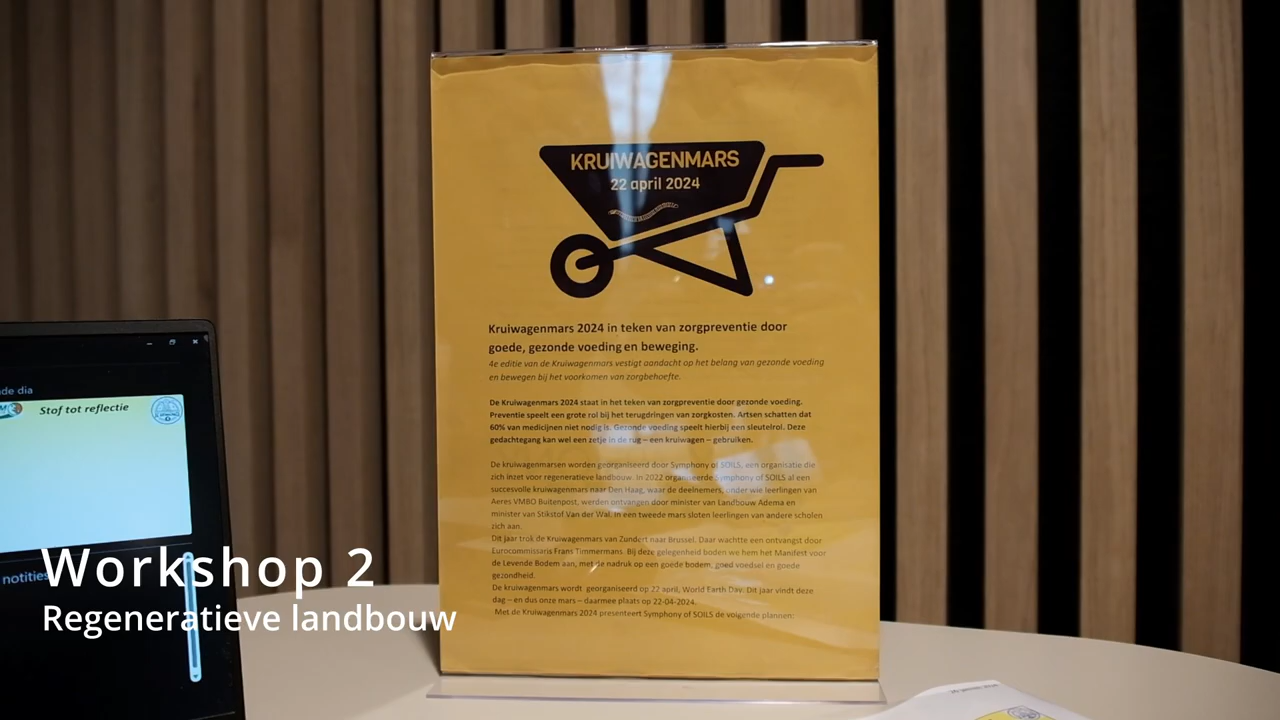 KRUIWAGENMARS
22 april 2024
Kruiwagenmars 2024 in teken van zorgpreventie door
goede, gezonde voeding en beweging.
4e editie van de Kruiwagenmars vestigt aandacht op het belang van gezonde voeding
en bewegen bij het voorkomen van zorgbehoefte.
De Kruiwagenmars 2024 staat in het teken van zorgpreventie door gezonde voeding.
Preventie speelt een grote rol bij het terugdringen van zorgkosten. Artsen schatten dat
60% van medicijnen niet nodig is. Gezonde voeding speelt hierbij een sleutelrol. Deze
gedachtegang kan wel een zetje in de rug – een kruiwagen – gebruiken.
De kruiwagenmarsen worden georganiseerd door Symphony of SOILS, een organisatie die
zich inzet voor regeneratieve landbouw. In 2022 organiseerde Symphony of SOILS al een
succesvolle kruiwagenmars naar Den Haag, waar de deelnemers, onder wie leerlingen van
Aeres VMBO Buitenpost, werden ontvangen door minister van Landbouw Adema en
minister van Stikstof Van der Wal. In een tweede mars sloten leerlingen van andere scholen
zich aan.
Dit jaar trok de Kruiwagenmars van Zundert naar Brussel. Daar wachtte een ontvangst door
Eurocommissaris Frans Timmermans. Bij deze gelegenheid boden we hem het Manifest voor
de Levende Bodem aan, met de nadruk op een goede bodem, goed voedsel en goede
gezondheid.
De kruiwagenmars wordt georganiseerd op 22 april, World Earth Day. Dit jaar vindt deze
dag – en dus onze mars – daarmee plaats op 22-04-2024.
Met de Kruiwagenmars 2024 presenteert Symphony of SOILS de volgende plannen:
nde dia
Stof tot reflectie
notities
Workshop 2
Regeneratieve landbouw